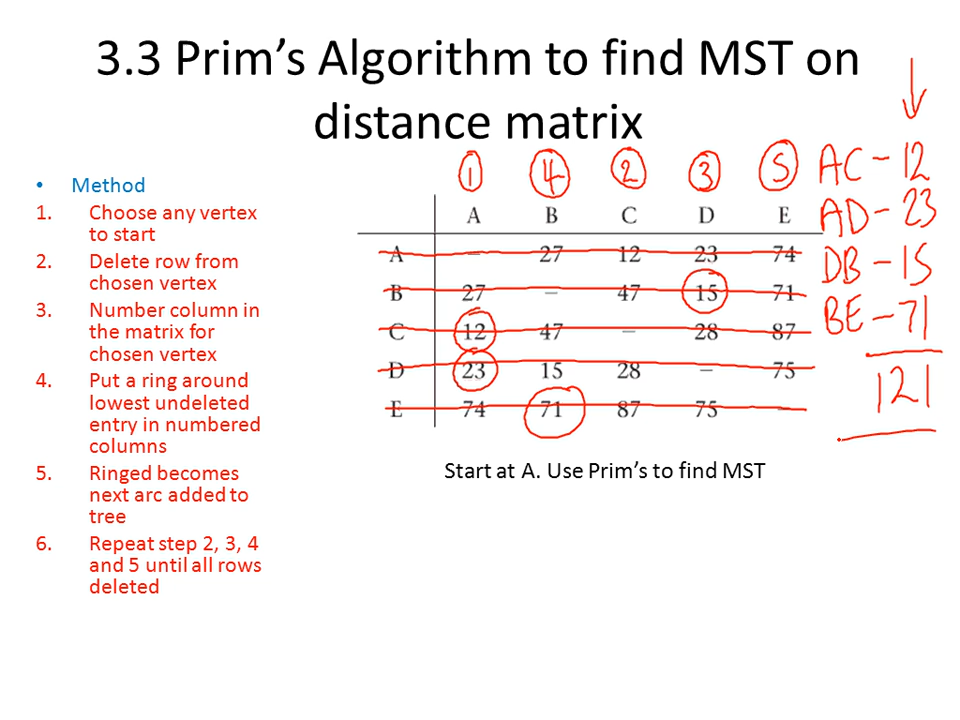 3.3 Prim's Algorithm to find MST on
distance matrix
• Method
1. Choose any vertex
to start
2. Delete row from
chosen vertex
3. Number column in
the matrix for
chosen vertex
4. Put a ring around
lowest undeleted
entry in numbered
columns
5. Ringed becomes
next arc added to
tree
6. Repeat step 2, 3, 4
and 5 until all rows
deleted
1 4 2 3 5
A B C D E
A – 27 12 23 74
B 27 – 47 15 71
C 12 47 – 28 87
D 23 15 28 – 75
E 74 71 87 75
Start at A. Use Prim's to find MST
AC – 12
AD – 23
DB – 15
BE – 71
121